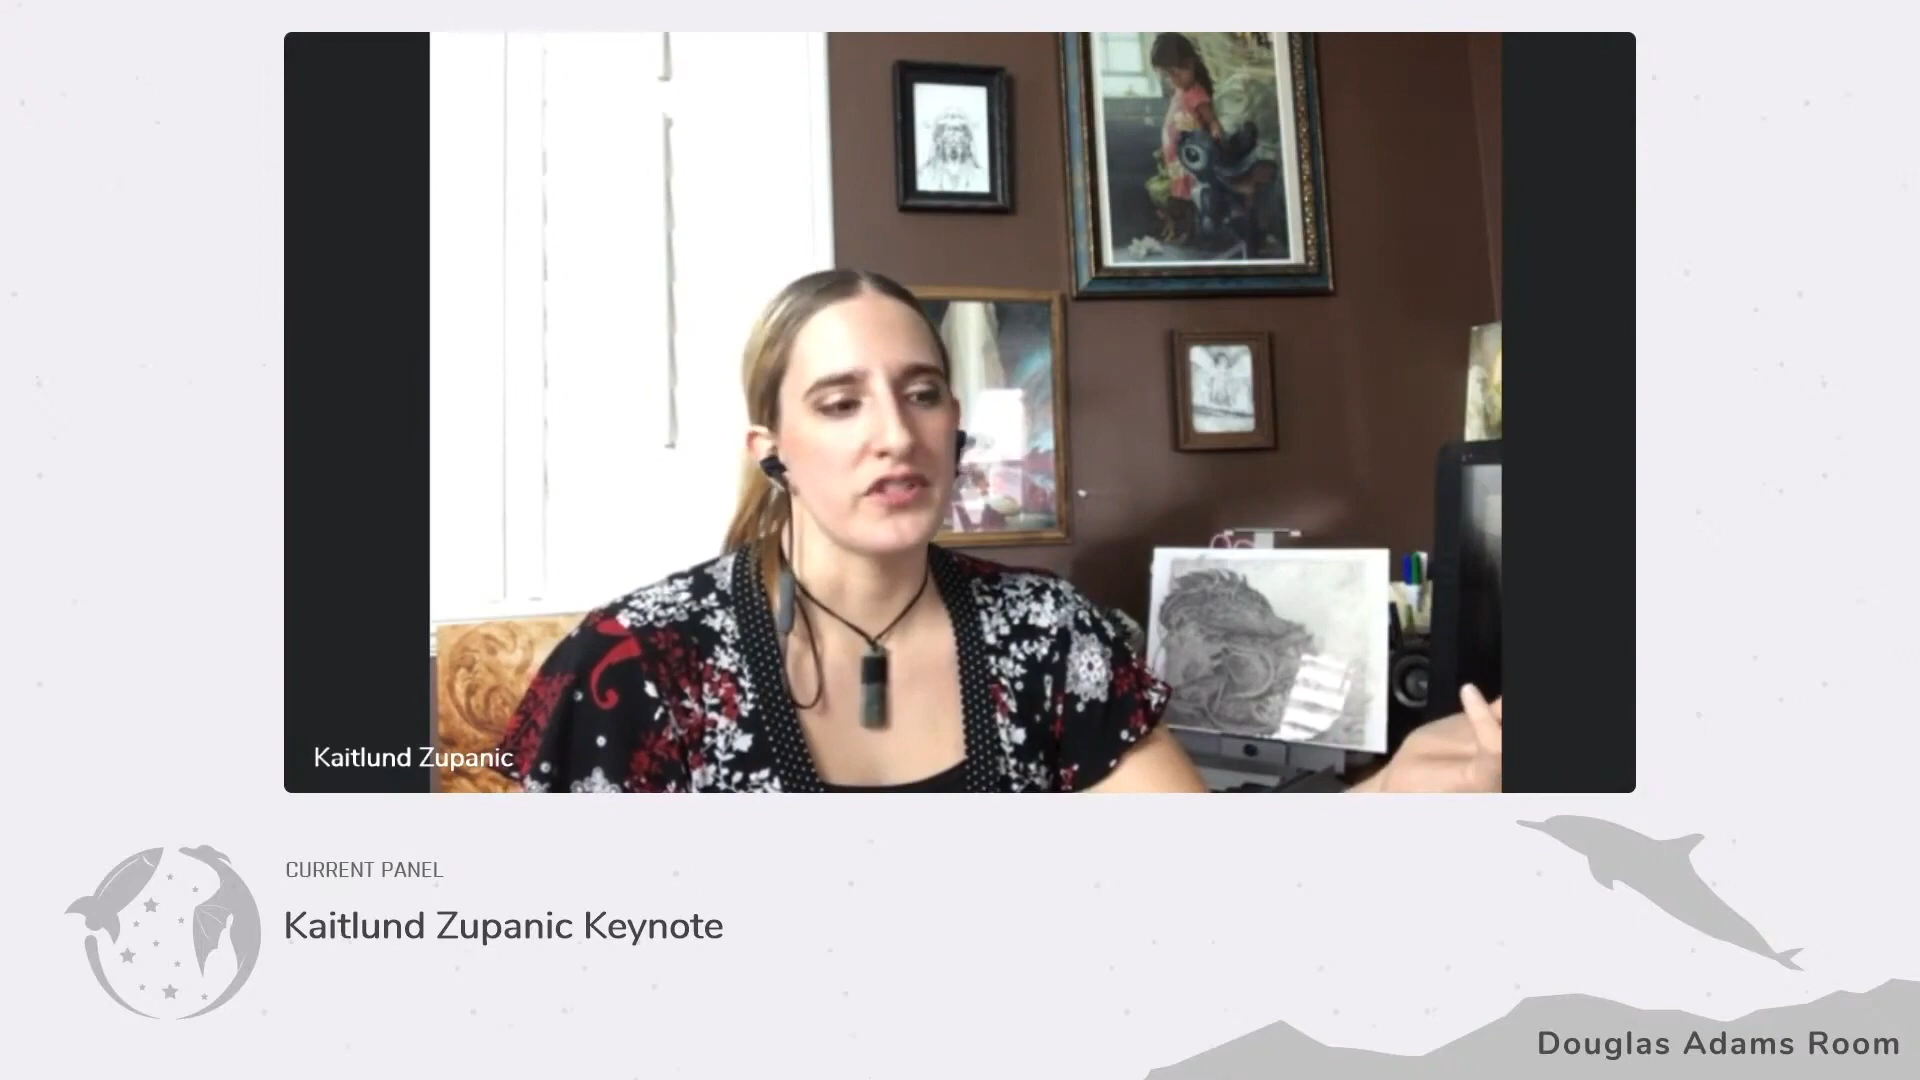 Kaitlund Zupanic
CURRENT PANEL
Kaitlund Zupanic Keynote
Douglas Adams Room